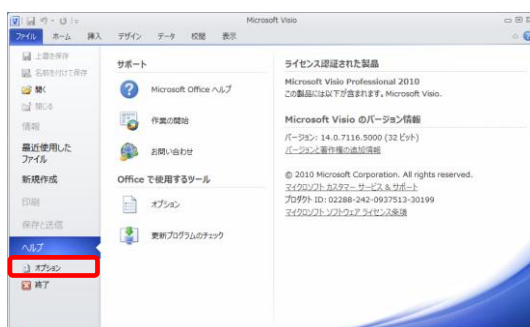 Microsoft Visio
ファイル ホーム 挿入 デザイン データ 校閲 表示
上書き保存
名前を付けて保存
開く
閉じる
情報
最近使用した
ファイル
新規作成
印刷
保存と送信
ヘルプ
オプション
終了
サポート
Microsoft Office ヘルプ
作業の開始
お問い合わせ
Office で使用するツール
オプション
更新プログラムのチェック
ライセンス認証された製品
Microsoft Visio Professional 2010
この製品には以下が含まれます。Microsoft Visio.
Microsoft Visio のバージョン情報
バージョン: 14.0.7116.5000 (32 ビット)
バージョンと著作権の追加情報
© 2010 Microsoft Corporation. All rights reserved.
マイクロソフト カスタマー サービス & サポート
プロダクト ID: 02288-242-0937513-30199
マイクロソフト ソフトウェア ライセンス条項